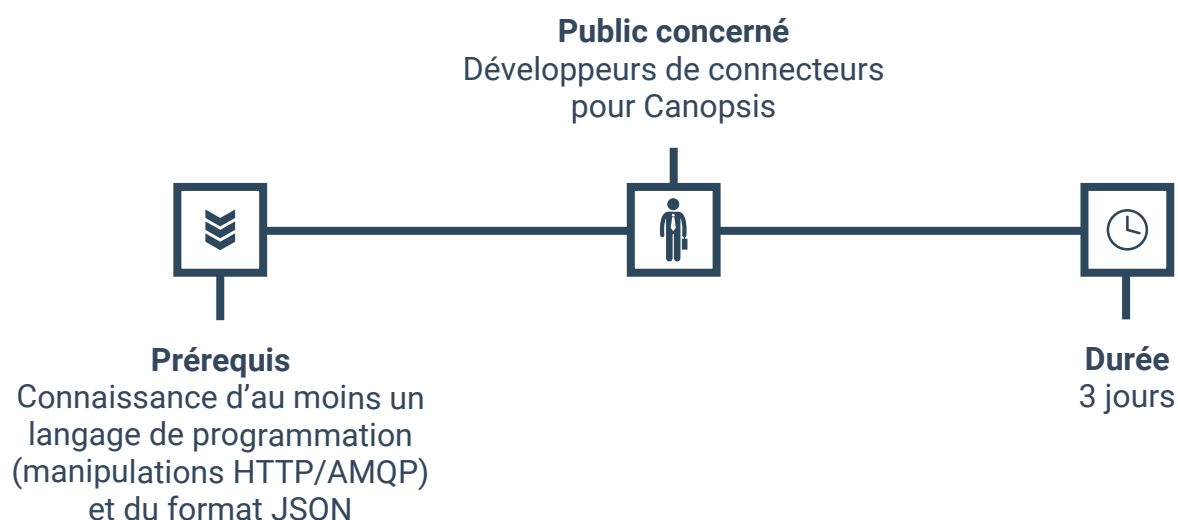 Public concerné
Développeurs de connecteurs
pour Canopsis
Prérequis
Connaissance d’au moins un
langage de programmation
(manipulations HTTP/AMQP)
et du format JSON
Durée
3 jours